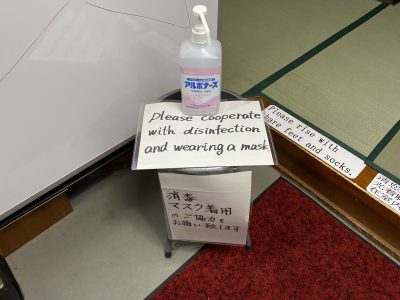 アルボナース
Please cooperate
with disinfection
and wearing a mask.
Please rise with
bare feet and socks.
消毒
マスク着用
のご協力を
お願い致します